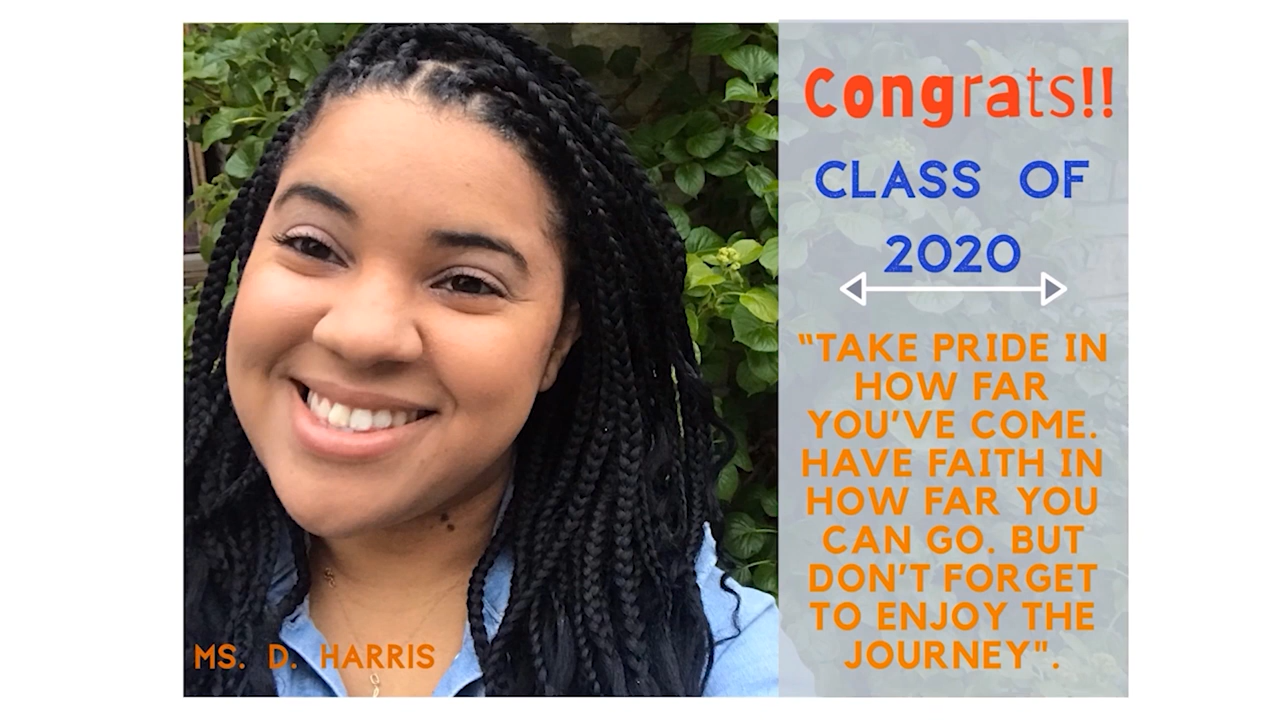 Congrats!!
CLASS OF
2020
"TAKE PRIDE IN
HOW FAR
YOU'VE COME.
HAVE FAITH IN
HOW FAR YOU
CAN GO. BUT
DON'T FORGET
TO ENJOY THE
JOURNEY".
MS. D. HARRIS